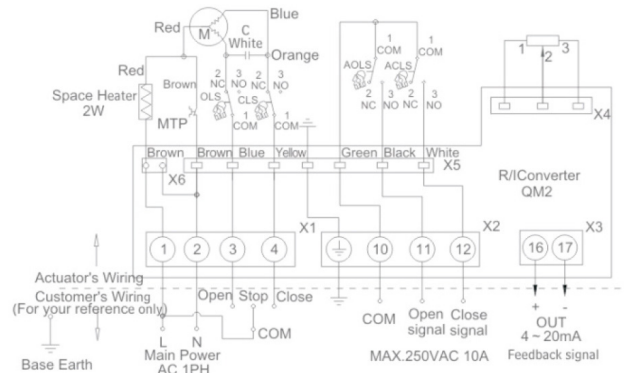 Blue
Red
M
C
White
Orange
Red
Space Heater
2W
Brown
MTP
2 3 2 3
NC NO NC NO
OLS CLS
1 1
COM COM
1 1
COM COM
AOLS ACLS
2 3 2 3
NC NO NC NO
1 2 3
X4
Brown Brown Blue Yellow Green Black White
X6 X5
R/IConverter
QM2
X1 X2 X3
1 2 3 4 10 11 12 16 17
Actuator's Wiring
Customer's Wiring
(For your reference only)
Open Stop Close
COM
L N
Main Power
AC 1PH
Base Earth
COM Open signal Close signal
MAX.250VAC 10A
+ -
OUT
4 ~ 20mA
Feedback signal